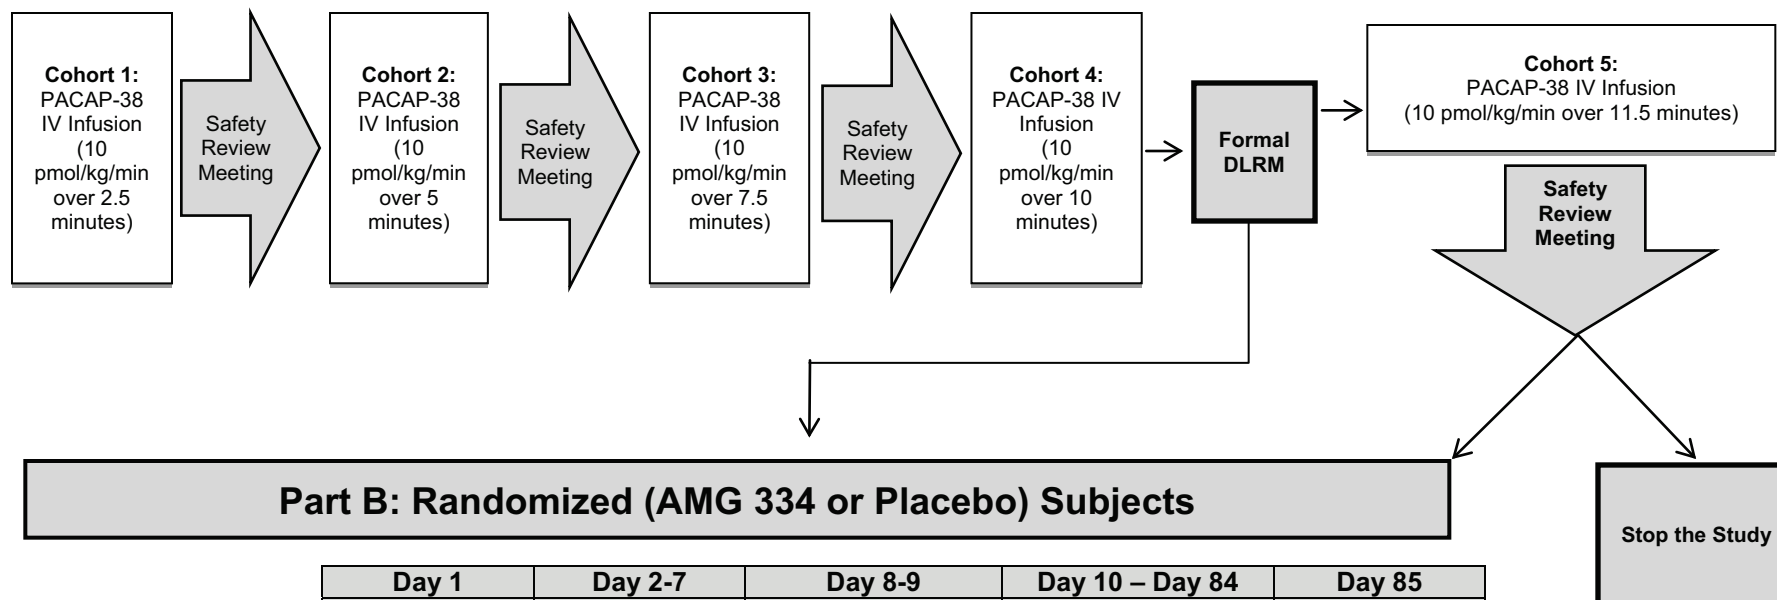 Cohort 1:
PACAP-38
IV Infusion
(10
pmol/kg/min
over 2.5
minutes)
Safety
Review
Meeting
Cohort 2:
PACAP-38
IV Infusion
(10
pmol/kg/min
over 5
minutes)
Safety
Review
Meeting
Cohort 3:
PACAP-38
IV Infusion
(10
pmol/kg/min
over 7.5
minutes)
Safety
Review
Meeting
Cohort 4:
PACAP-38 IV
Infusion
(10
pmol/kg/min
over 10
minutes)
Formal
DLRM
Cohort 5:
PACAP-38 IV Infusion
(10 pmol/kg/min over 11.5 minutes)
Safety
Review
Meeting
Part B: Randomized (AMG 334 or Placebo) Subjects
Stop the Study
Day 1 Day 2-7 Day 8-9 Day 10 – Day 84 Day 85